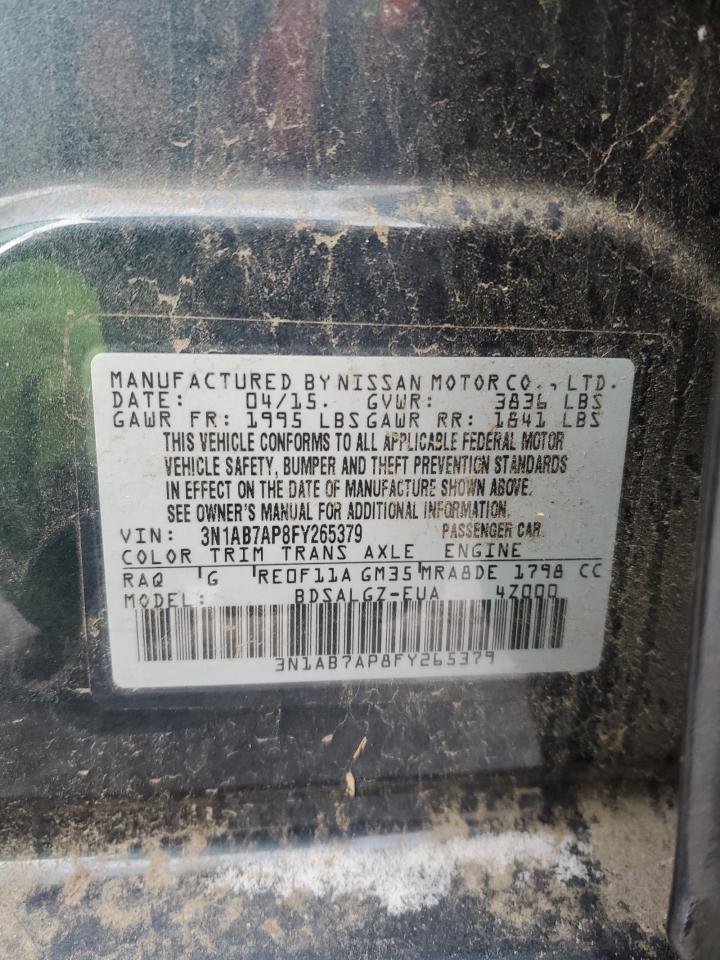 MANUFACTURED BY NISSAN MOTOR CO., LTD.
DATE: 04/15. GVWR: 3836 LBS
GAWR FR: 1995 LBS GAWR RR: 1841 LBS
THIS VEHICLE CONFORMS TO ALL APPLICABLE FEDERAL MOTOR
VEHICLE SAFETY, BUMPER AND THEFT PREVENTION STANDARDS
IN EFFECT ON THE DATE OF MANUFACTURE SHOWN ABOVE.
SEE OWNER'S MANUAL FOR ADDITIONAL INFORMATION.
VIN: 3N1AB7AP8FY265379 PASSENGER CAR
COLOR TRIM TRANS AXLE ENGINE
RAQ G RE0F11A GM35 MRA8DE 1798 CC
MODEL: BDSALGZ-EUA 4Z000
3N1AB7AP8FY265379